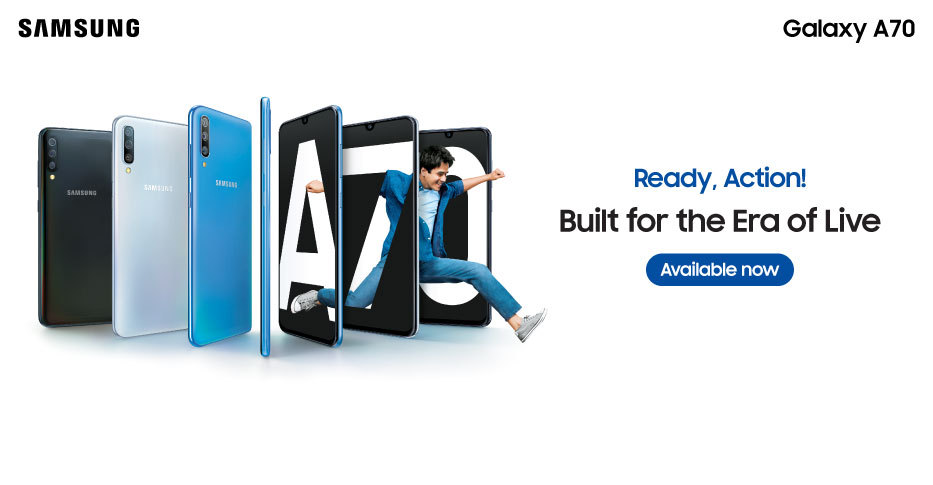 SAMSUNG
Galaxy A70
SAMSUNG
SAMSUNG
SAMSUNG
A70
Ready, Action!
Built for the Era of Live
Available now